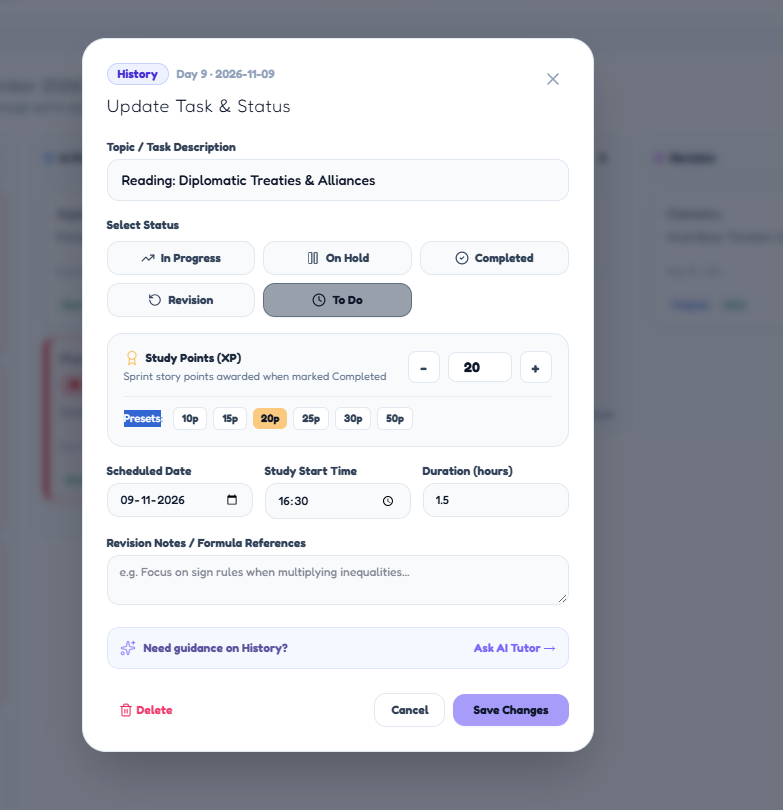 History Day 9 · 2026-11-09
Update Task & Status
Topic / Task Description
Reading: Diplomatic Treaties & Alliances
Select Status
In Progress On Hold Completed
Revision To Do
Study Points (XP)
Sprint story points awarded when marked Completed
- 20 +
Presets: 10p 15p 20p 25p 30p 50p
Scheduled Date Study Start Time Duration (hours)
09-11-2026 16:30 1.5
Revision Notes / Formula References
e.g. Focus on sign rules when multiplying inequalities...
Need guidance on History? Ask AI Tutor →
Delete Cancel Save Changes